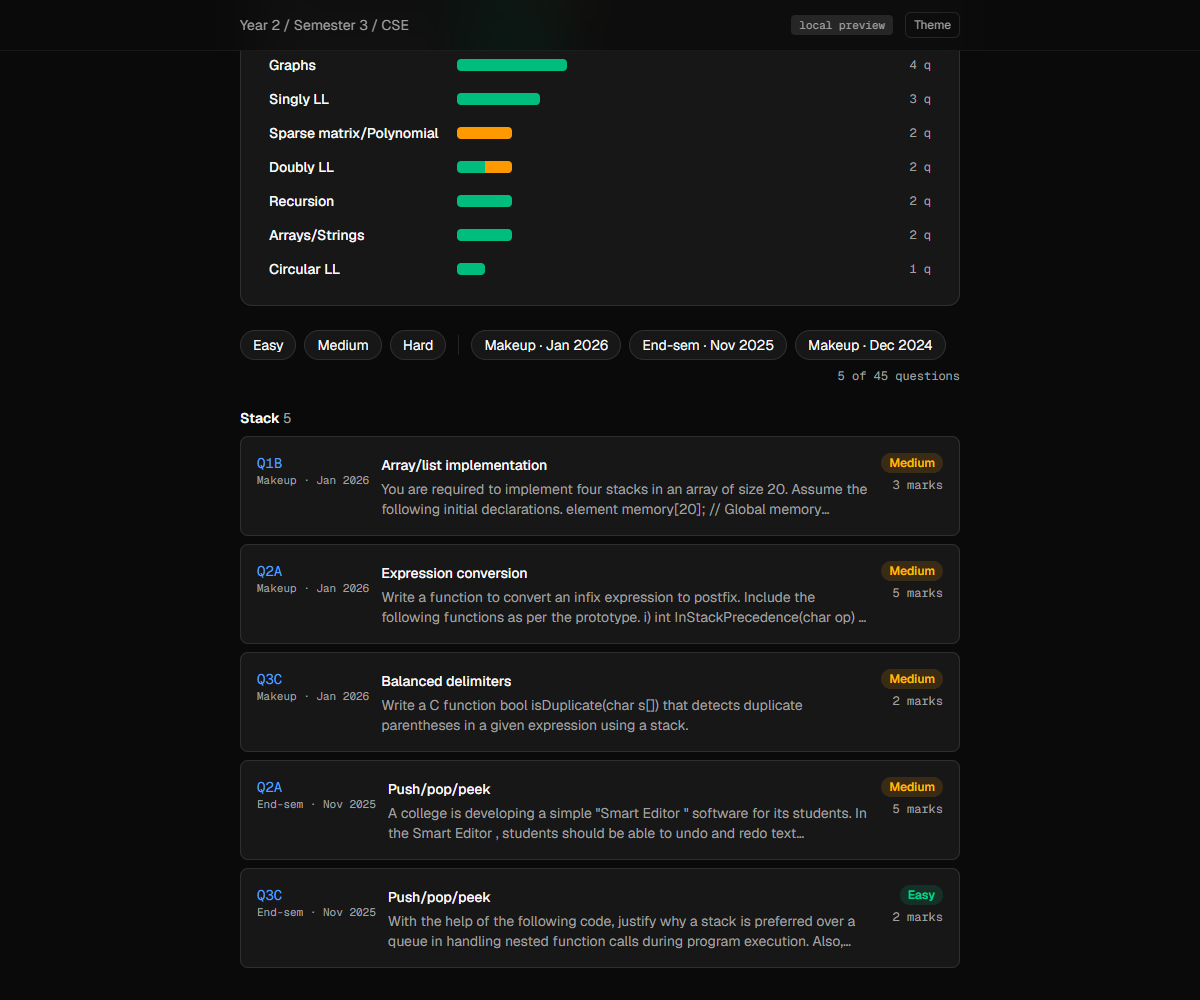 Year 2 / Semester 3 / CSE
local preview
Theme
Graphs 4 q
Singly LL 3 q
Sparse matrix/Polynomial 2 q
Doubly LL 2 q
Recursion 2 q
Arrays/Strings 2 q
Circular LL 1 q
Easy Medium Hard Makeup · Jan 2026 End-sem · Nov 2025 Makeup · Dec 2024
5 of 45 questions
Stack 5
Q1B
Makeup · Jan 2026
Array/list implementation
You are required to implement four stacks in an array of size 20. Assume the
following initial declarations. element memory[20]; // Global memory…
Medium
3 marks
Q2A
Makeup · Jan 2026
Expression conversion
Write a function to convert an infix expression to postfix. Include the
following functions as per the prototype. i) int InStackPrecedence(char op) …
Medium
5 marks
Q3C
Makeup · Jan 2026
Balanced delimiters
Write a C function bool isDuplicate(char s[]) that detects duplicate
parentheses in a given expression using a stack.
Medium
2 marks
Q2A
End-sem · Nov 2025
Push/pop/peek
A college is developing a simple "Smart Editor " software for its students. In
the Smart Editor , students should be able to undo and redo text…
Medium
5 marks
Q3C
End-sem · Nov 2025
Push/pop/peek
With the help of the following code, justify why a stack is preferred over a
queue in handling nested function calls during program execution. Also,…
Easy
2 marks